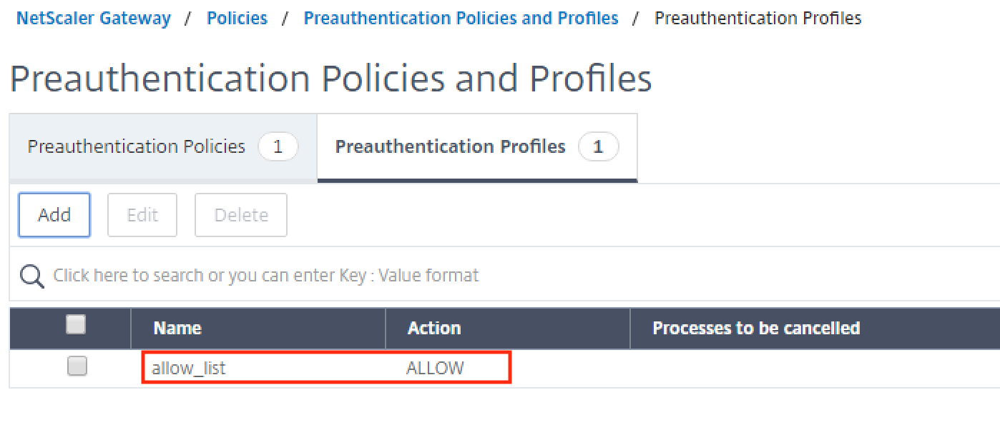 NetScaler Gateway / Policies / Preauthentication Policies and Profiles / Preauthentication Profiles
Preauthentication Policies and Profiles
Preauthentication Policies 1 Preauthentication Profiles 1
Add Edit Delete
Click here to search or you can enter Key : Value format
Name Action Processes to be cancelled
allow_list ALLOW